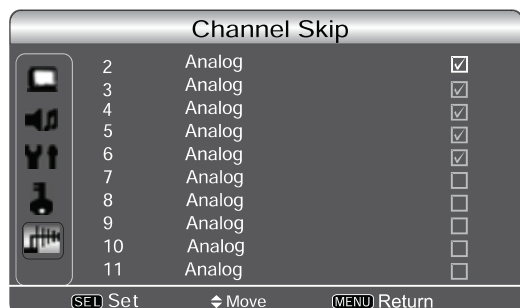 Channel Skip
2 Analog
3 Analog
4 Analog
5 Analog
6 Analog
7 Analog
8 Analog
9 Analog
10 Analog
11 Analog
SEL Set Move MENU Return